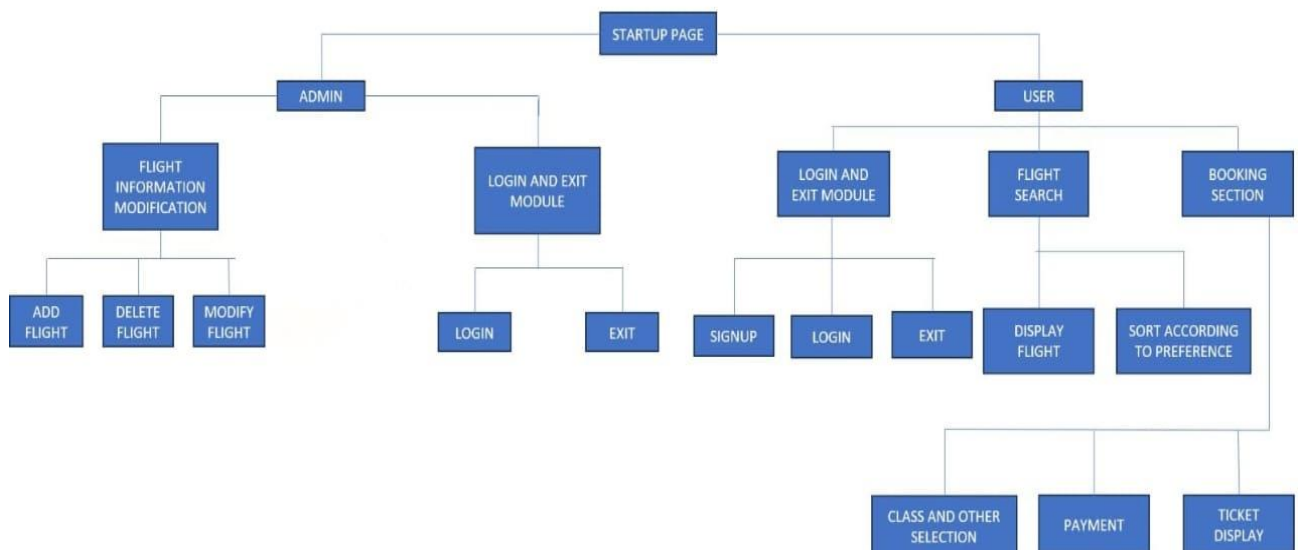 STARTUP PAGE
ADMIN
USER
FLIGHT
INFORMATION
MODIFICATION
LOGIN AND EXIT
MODULE
LOGIN AND
EXIT MODULE
FLIGHT
SEARCH
BOOKING
SECTION
ADD
FLIGHT
DELETE
FLIGHT
MODIFY
FLIGHT
LOGIN
EXIT
SIGNUP
LOGIN
EXIT
DISPLAY
FLIGHT
SORT ACCORDING
TO PREFERENCE
CLASS AND OTHER
SELECTION
PAYMENT
TICKET
DISPLAY